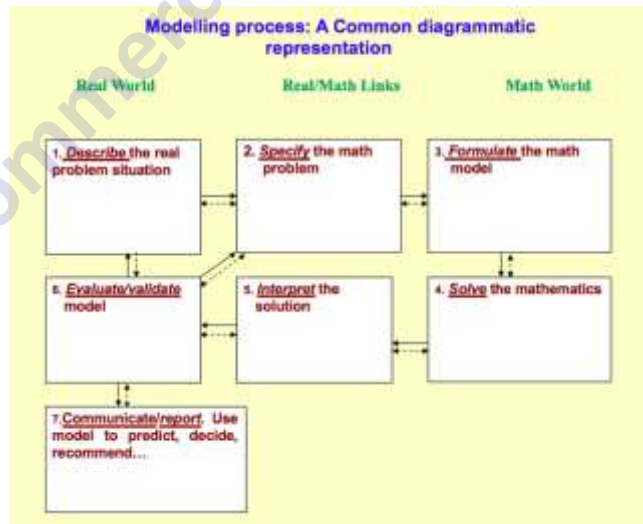 Modelling process: A Common diagrammatic
representation
Real World
Real/Math Links
Math World
1. Describe the real
problem situation
2. Specify the math
problem
3. Formulate the math
model
6. Evaluate/validate
model
5. Interpret the
solution
4. Solve the mathematics
7.Communicate/report. Use
model to predict, decide,
recommend…